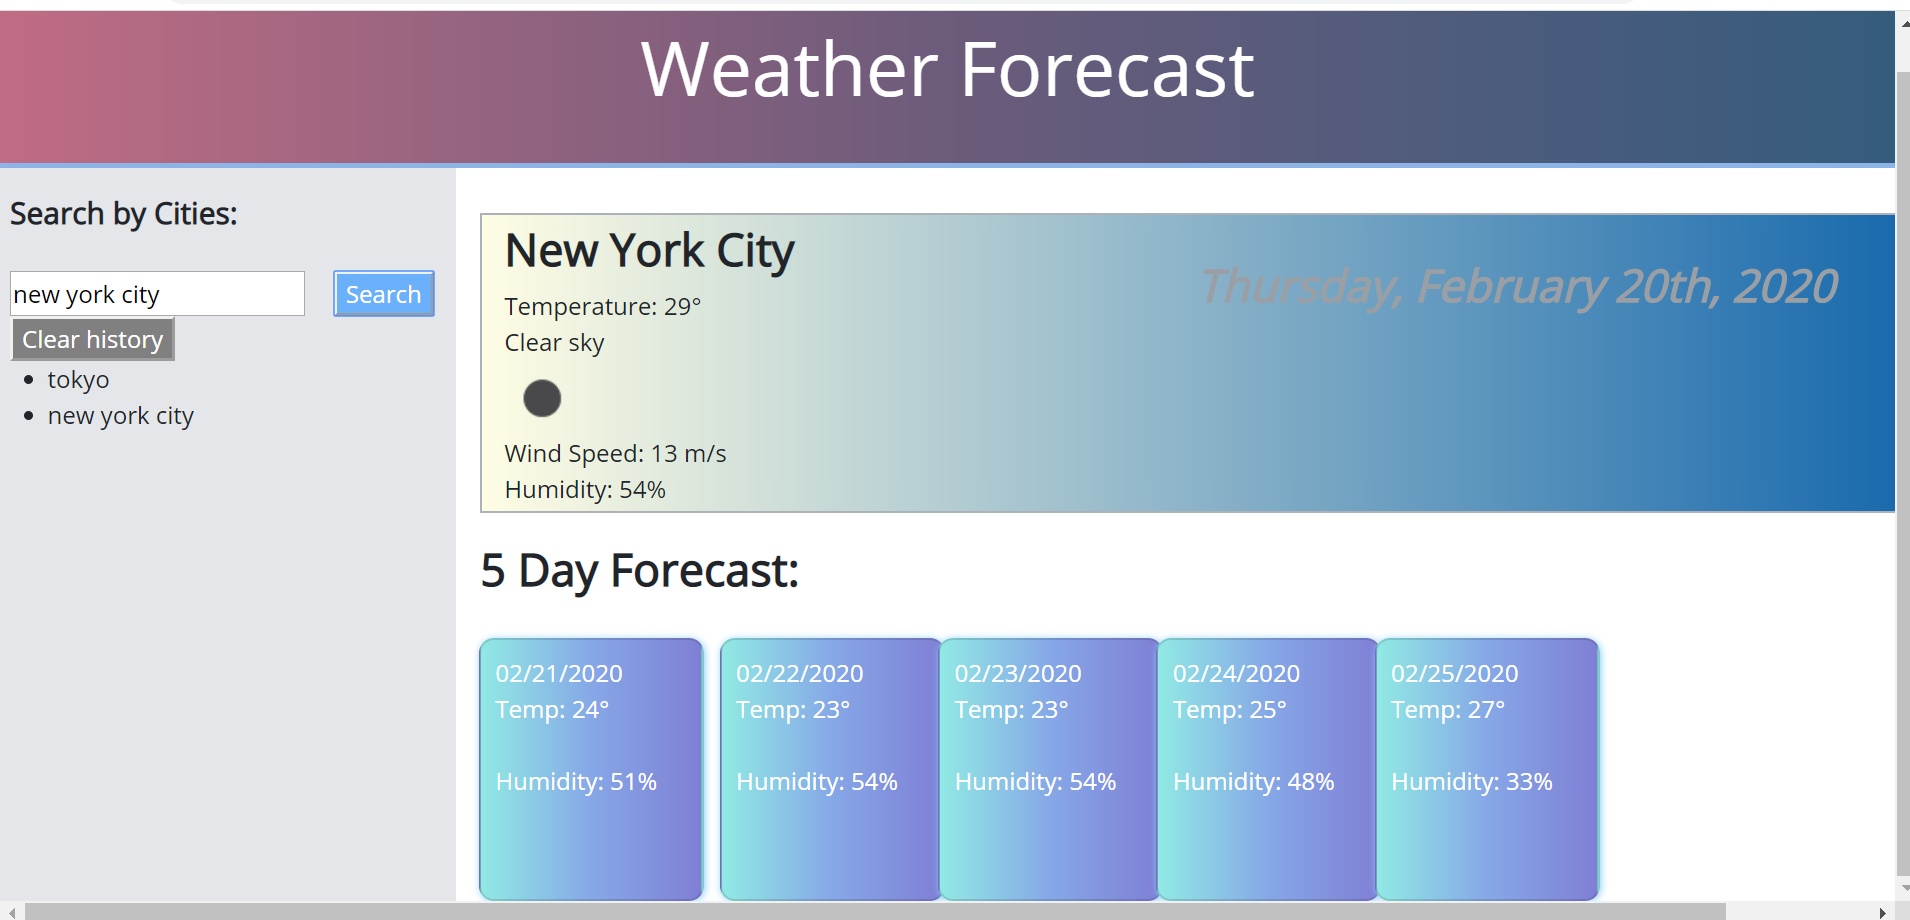 Weather Forecast
Search by Cities:
new york city
Search
Clear history
tokyo
new york city
New York City
Thursday, February 20th, 2020
Temperature: 29°
Clear sky
Wind Speed: 13 m/s
Humidity: 54%
5 Day Forecast:
02/21/2020
Temp: 24°
Humidity: 51%
02/22/2020
Temp: 23°
Humidity: 54%
02/23/2020
Temp: 23°
Humidity: 54%
02/24/2020
Temp: 25°
Humidity: 48%
02/25/2020
Temp: 27°
Humidity: 33%